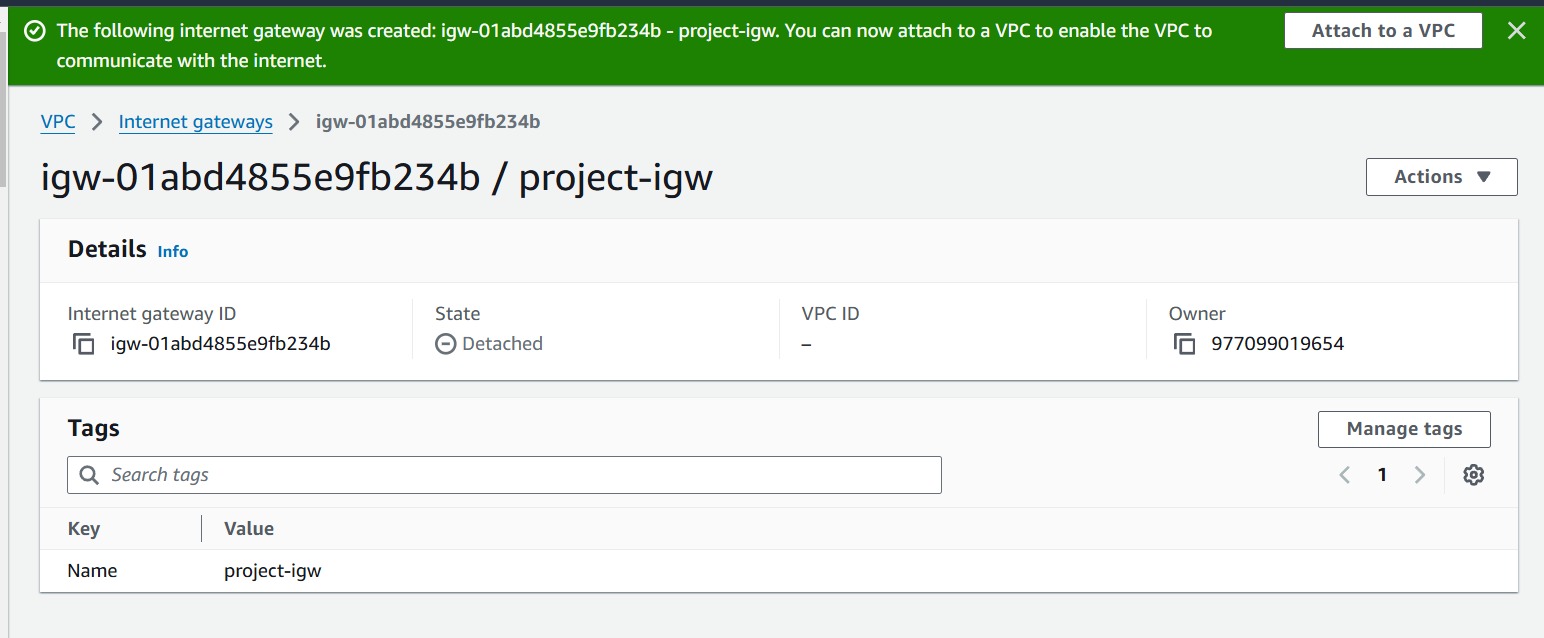 The following internet gateway was created: igw-01abd4855e9fb234b - project-igw. You can now attach to a VPC to enable the VPC to
communicate with the internet.
Attach to a VPC
VPC
Internet gateways
igw-01abd4855e9fb234b
igw-01abd4855e9fb234b / project-igw
Actions
Details
Info
Internet gateway ID
igw-01abd4855e9fb234b
State
Detached
VPC ID
–
Owner
977099019654
Tags
Manage tags
Search tags
1
Key
Value
Name
project-igw